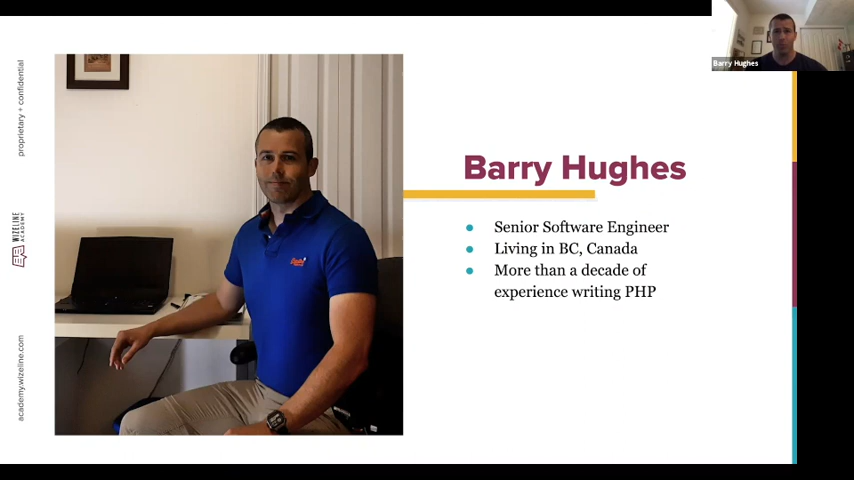 Barry Hughes
proprietary + confidential
WIZELINE
ACADEMY
academy.wizeline.com
Barry Hughes
Senior Software Engineer
Living in BC, Canada
More than a decade of
experience writing PHP